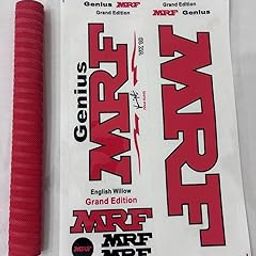 Genius MRF
Grand Edition
Grand Edition
Genius MRF
Genius
MRF
MRF
English Willow
Grand Edition
MRF
MRF
MRF
MRF